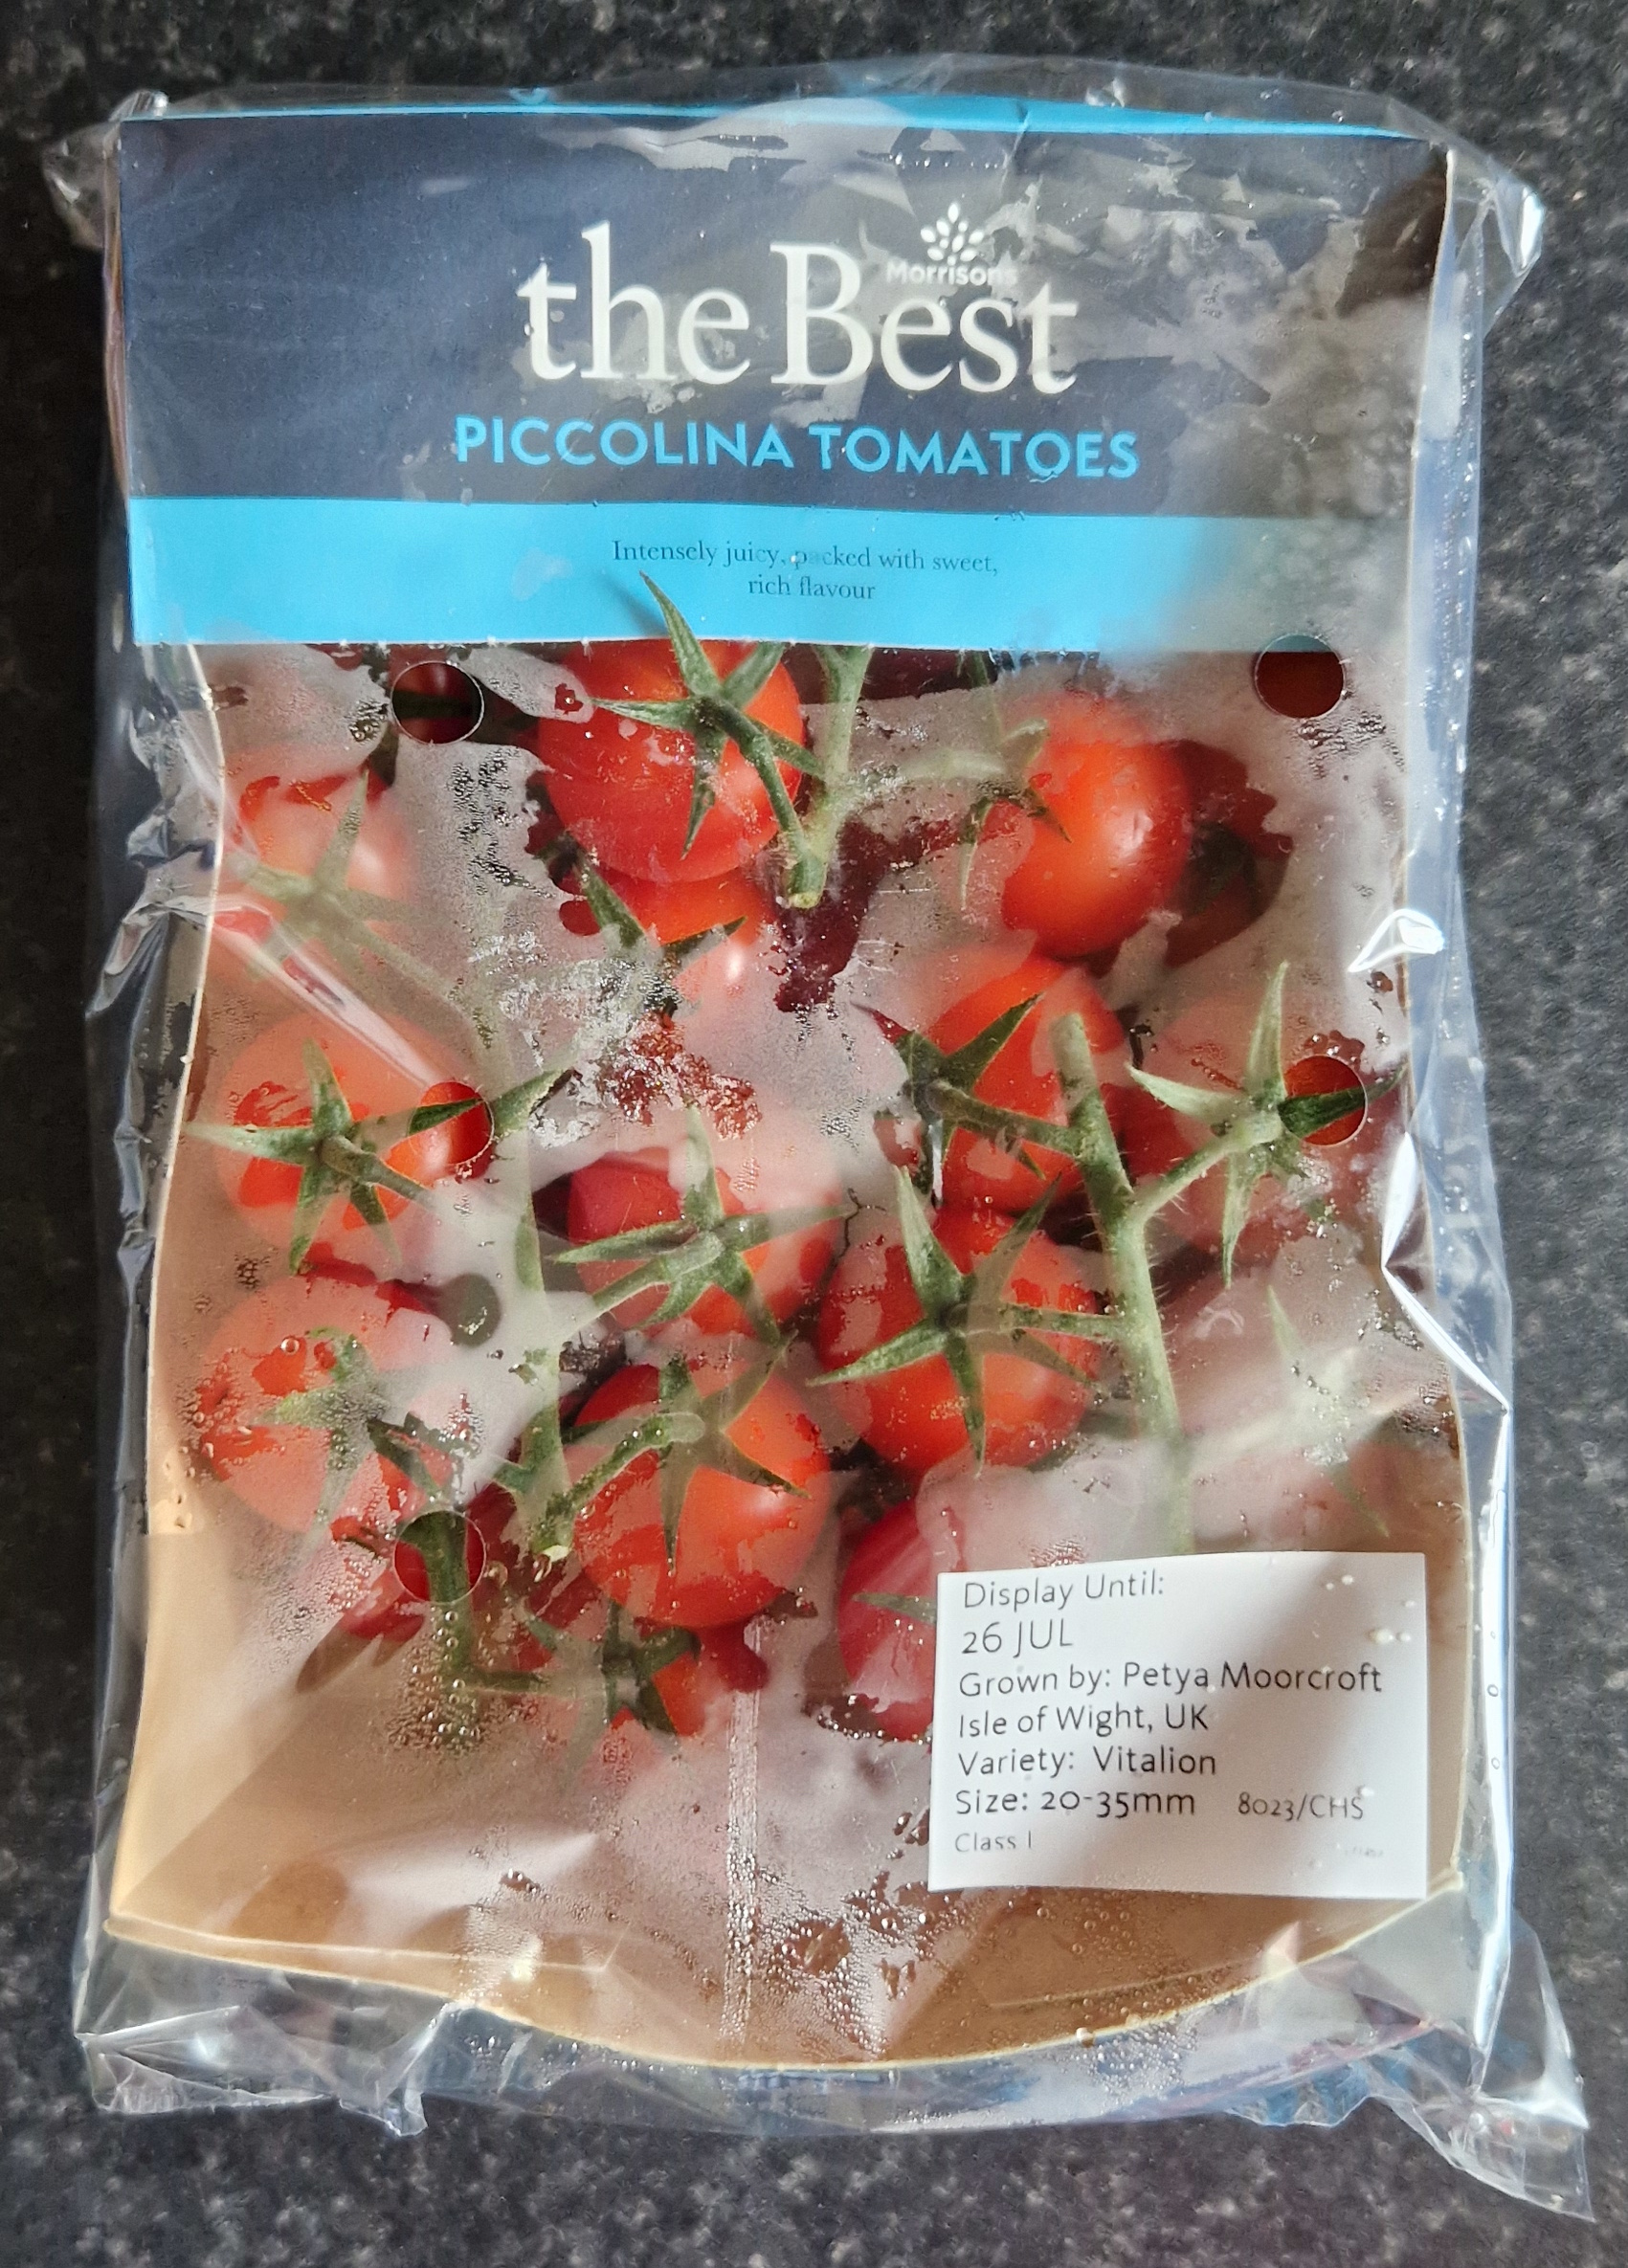 Morrisons
the Best
PICCOLINA TOMATOES
Intensely juicy, packed with sweet,
rich flavour
Display Until:
26 JUL
Grown by: Petya Moorcroft
Isle of Wight, UK
Variety: Vitalion
Size: 20-35mm 8023/CHS
Class I